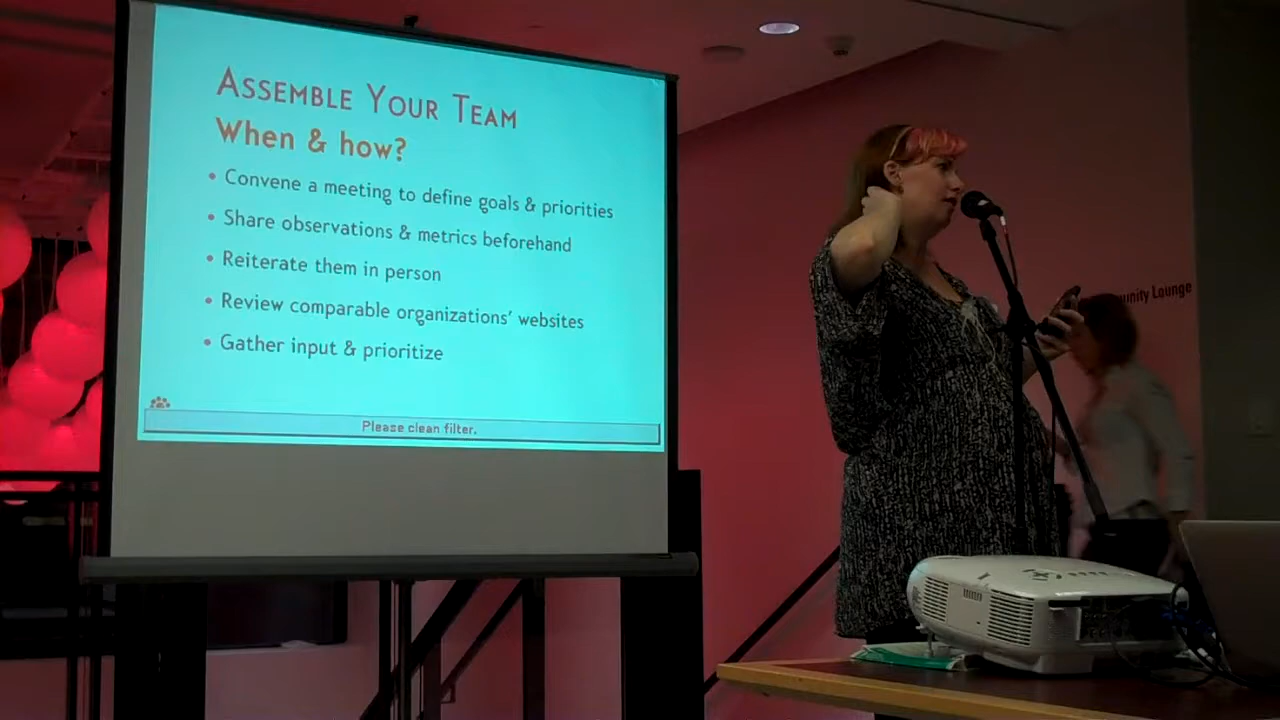 Assemble Your Team
When & how?
• Convene a meeting to define goals & priorities
• Share observations & metrics beforehand
• Reiterate them in person
• Review comparable organizations' websites
• Gather input & prioritize
Please clean filter.
Lounge